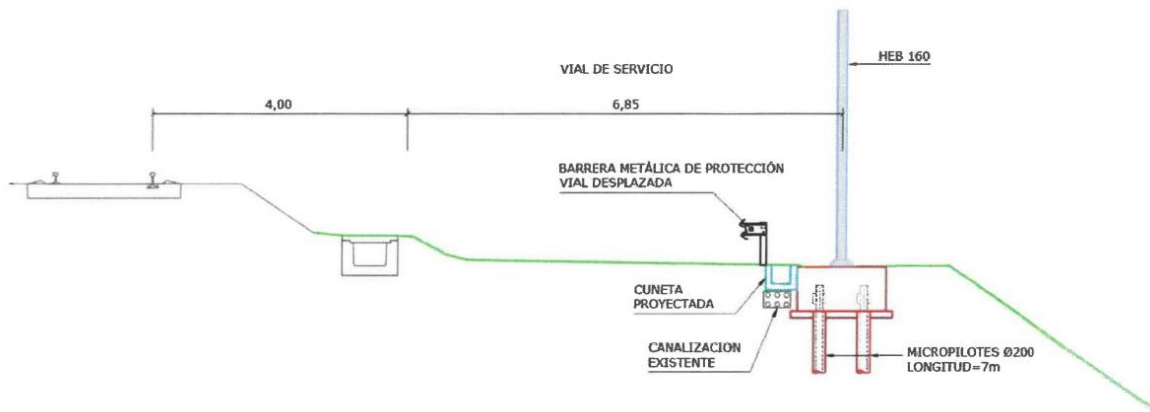 HEB 160
VIAL DE SERVICIO
4,00
6,85
BARRERA METÁLICA DE PROTECCIÓN
VIAL DESPLAZADA
CUNETA
PROYECTADA
CANALIZACION
EXISTENTE
MICROPILOTES Ø200
LONGITUD=7m